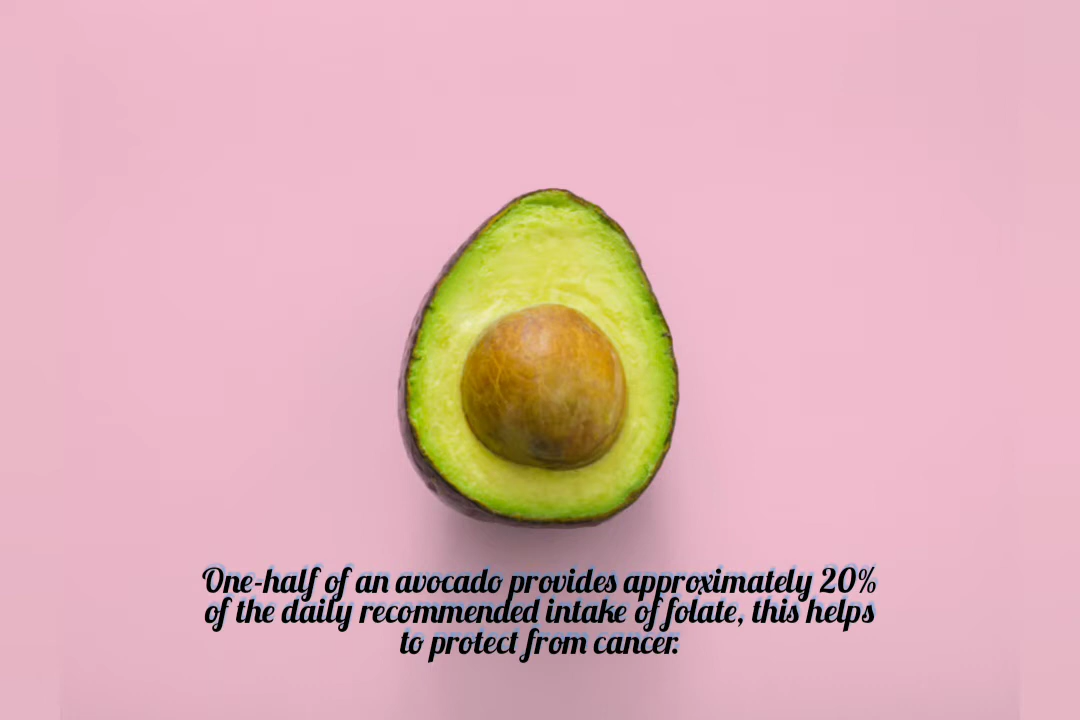 One-half of an avocado provides approximately 20%
of the daily recommended intake of folate, this helps
to protect from cancer.